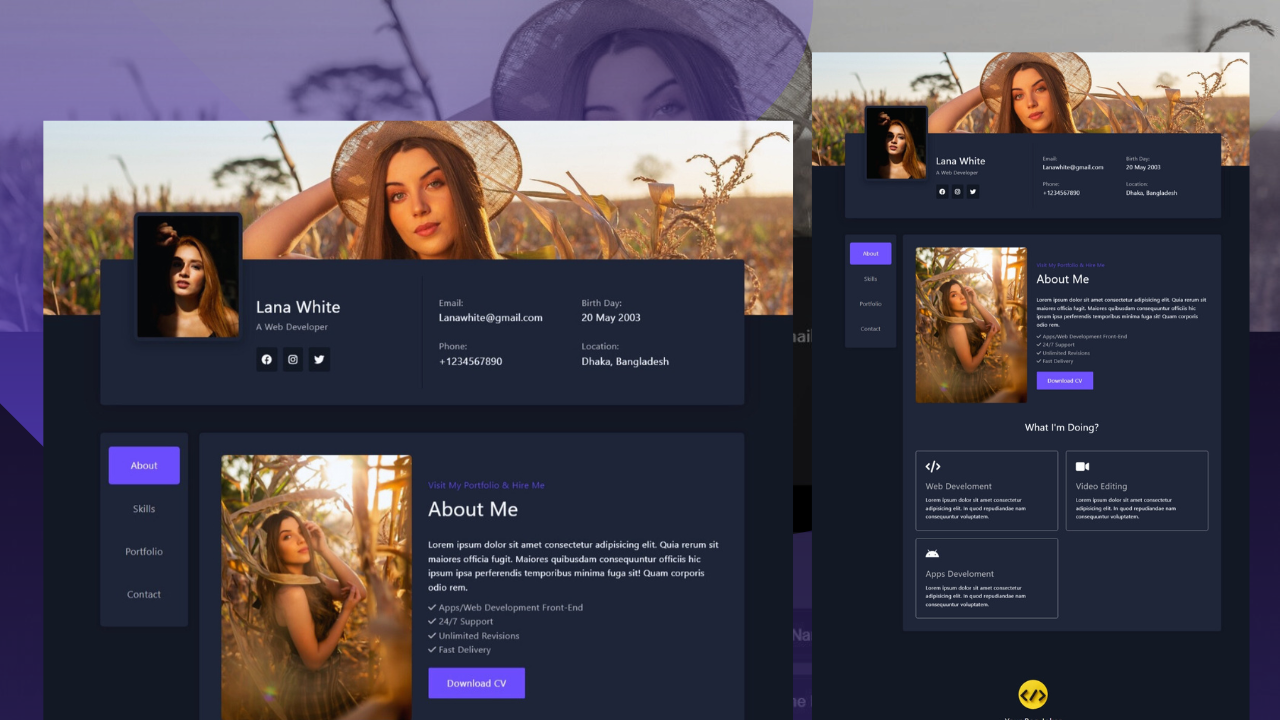 Lana White
A Web Developer
Email:
Lanawhite@gmail.com
Birth Day:
20 May 2003
Phone:
+1234567890
Location:
Dhaka, Bangladesh
About
Skills
Portfolio
Contact
Visit My Portfolio & Hire Me
About Me
Lorem ipsum dolor sit amet consectetur adipisicing elit. Quia rerum sit
maiores officia fugit. Maiores quibusdam consequuntur officiis hic
ipsum ipsa perferendis temporibus minima fuga sit! Quam corporis
odio rem.
Apps/Web Development Front-End
24/7 Support
Unlimited Revisions
Fast Delivery
Download CV
Lana White
A Web Developer
Email:
Lanawhite@gmail.com
Birth Day:
20 May 2003
Phone:
+1234567890
Location:
Dhaka, Bangladesh
About
Skills
Portfolio
Contact
Visit My Portfolio & Hire Me
About Me
Lorem ipsum dolor sit amet consectetur adipisicing elit. Quia rerum sit
maiores officia fugit. Maiores quibusdam consequuntur officiis hic
ipsum ipsa perferendis temporibus minima fuga sit! Quam corporis
odio rem.
Apps/Web Development Front-End
24/7 Support
Unlimited Revisions
Fast Delivery
Download CV
What I'm Doing?
Web Develoment
Lorem ipsum dolor sit amet consectetur
adipisicing elit. In quod repudiandae nam
consequuntur voluptatem.
Video Editing
Lorem ipsum dolor sit amet consectetur
adipisicing elit. In quod repudiandae nam
consequuntur voluptatem.
Apps Develoment
Lorem ipsum dolor sit amet consectetur
adipisicing elit. In quod repudiandae nam
consequuntur voluptatem.